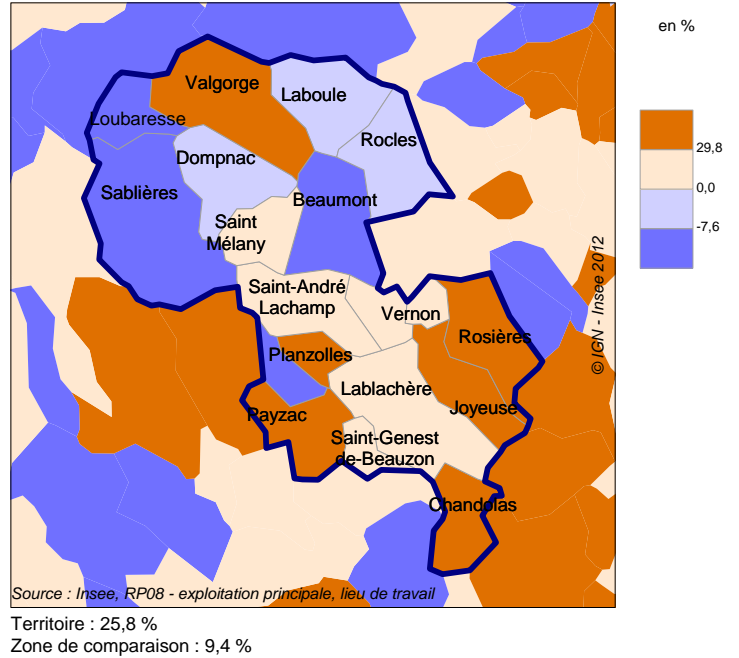 en %
29,8
0,0
-7,6
Valgorge
Laboule
Loubaresse
Rocles
Dompnac
Sablières
Beaumont
Saint
Mélany
Saint-André
Lachamp
Vernon
Rosières
Planzolles
Lablachère
Joyeuse
Payzac
Saint-Genest
de-Beauzon
Chandolas
© IGN - Insee 2012
Source : Insee, RP08 - exploitation principale, lieu de travail
Territoire : 25,8 %
Zone de comparaison : 9,4 %